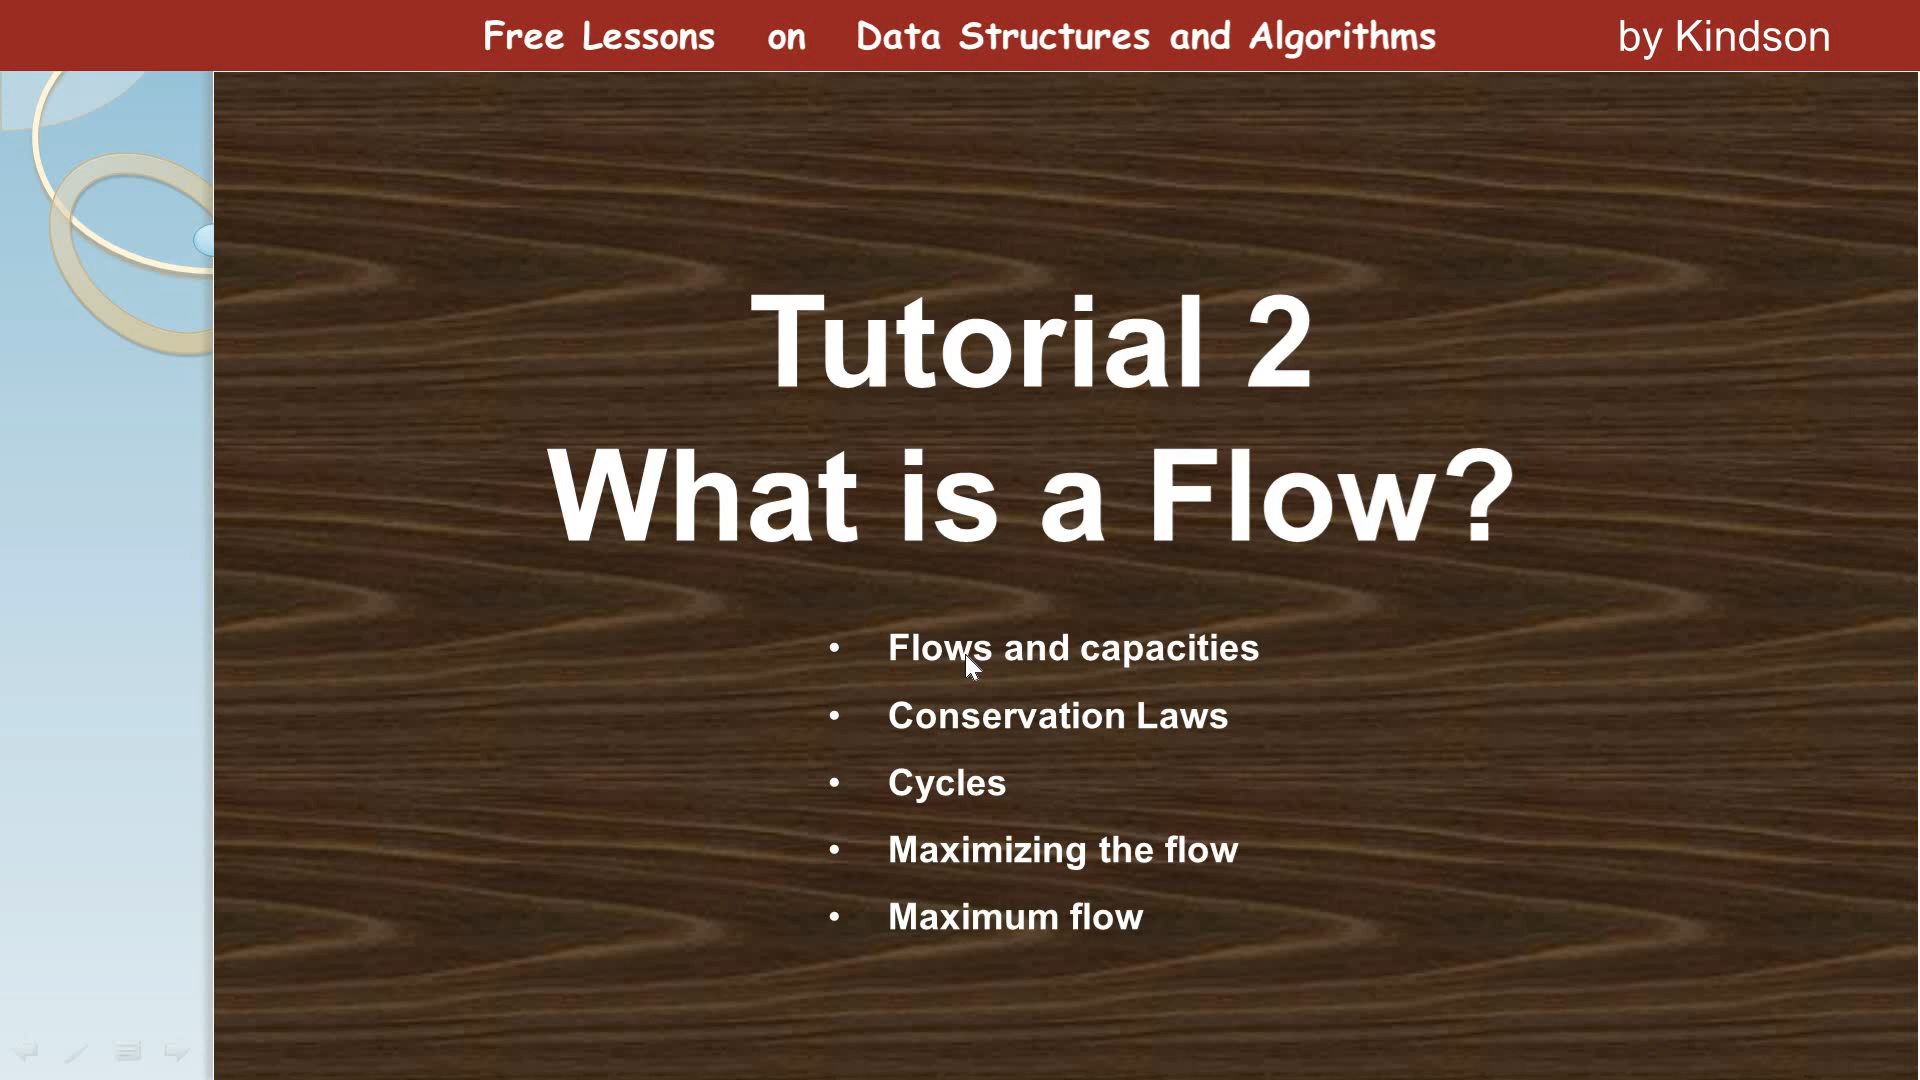 Free Lessons on Data Structures and Algorithms by Kindson
Tutorial 2
What is a Flow?
• Flows and capacities
• Conservation Laws
• Cycles
• Maximizing the flow
• Maximum flow